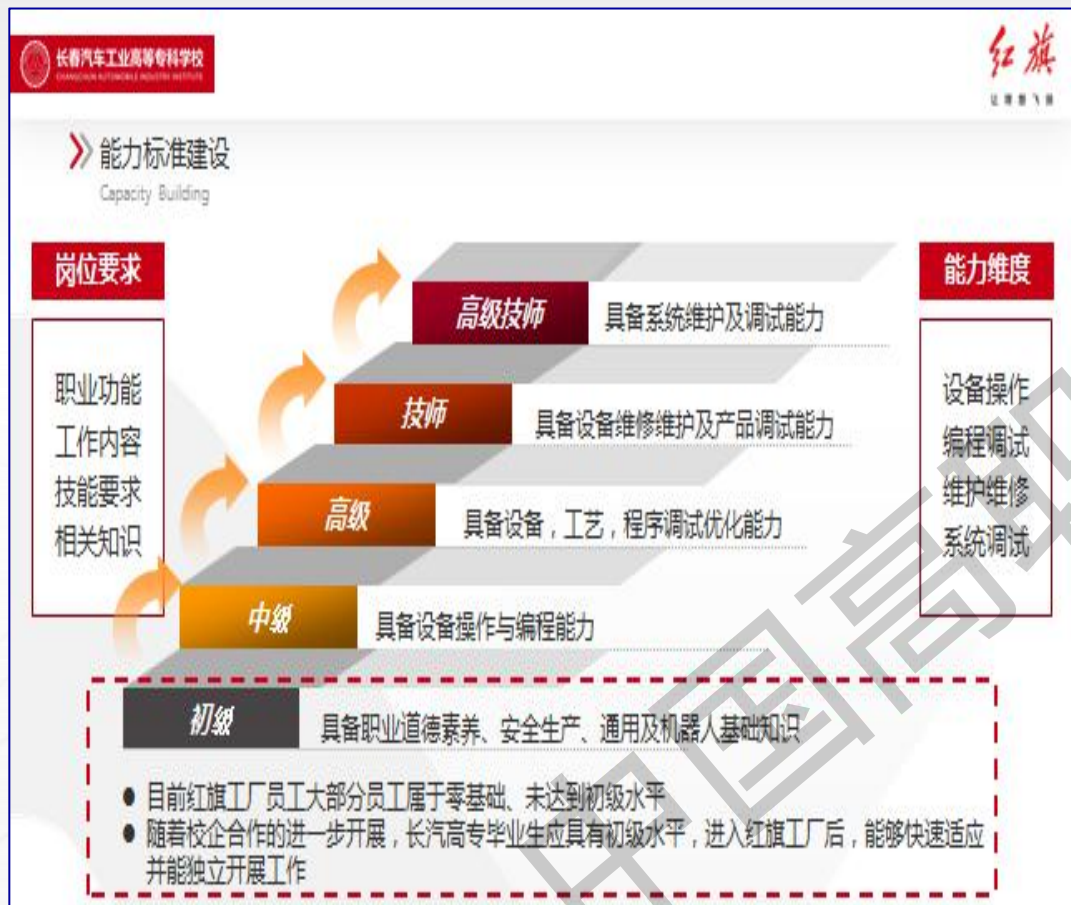 长春汽车工业高等专科学校
CHANGCHUN AUTOMOBILE INDUSTRY INSTITUTE
红旗
能力标准建设
Capacity Building
岗位要求
职业功能
工作内容
技能要求
相关知识
能力维度
设备操作
编程调试
维护维修
系统调试
高级技师
具备系统维护及调试能力
技师
具备设备维修维护及产品调试能力
高级
具备设备，工艺，程序调试优化能力
中级
具备设备操作与编程能力
初级
具备职业道德素养、安全生产、通用及机器人基础知识
● 目前红旗工厂员工大部分员工属于零基础、未达到初级水平
● 随着校企合作的进一步开展，长汽高专毕业生应具有初级水平，进入红旗工厂后，能够快速适应
并能独立开展工作
中国高职